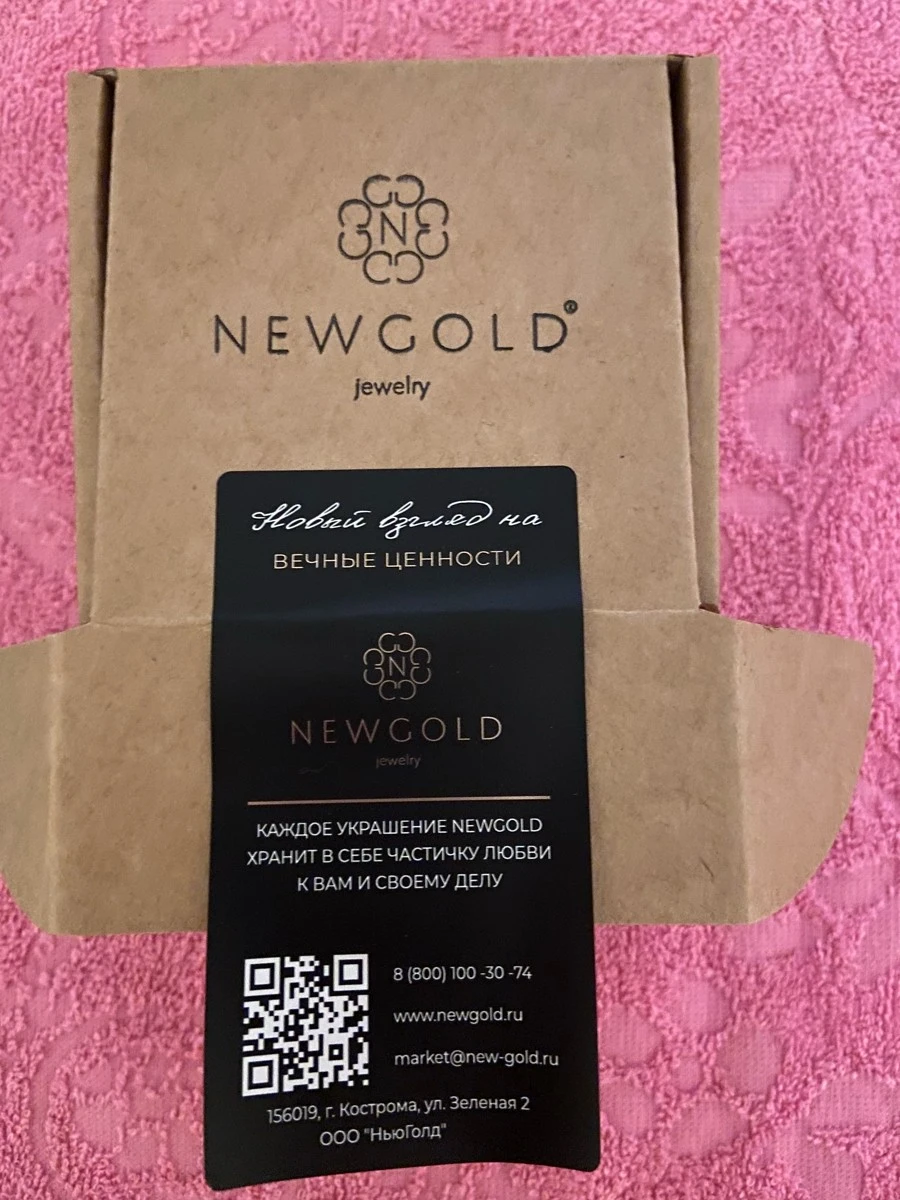 N
NEWGOLD®
jewelry
Новый взгляд на
ВЕЧНЫЕ ЦЕННОСТИ
N
NEWGOLD
jewelry
КАЖДОЕ УКРАШЕНИЕ NEWGOLD
ХРАНИТ В СЕБЕ ЧАСТИЧКУ ЛЮБВИ
К ВАМ И СВОЕМУ ДЕЛУ
8 (800) 100 -30 -74
www.newgold.ru
market@new-gold.ru
156019, г. Кострома, ул. Зеленая 2
ООО "НьюГолд"